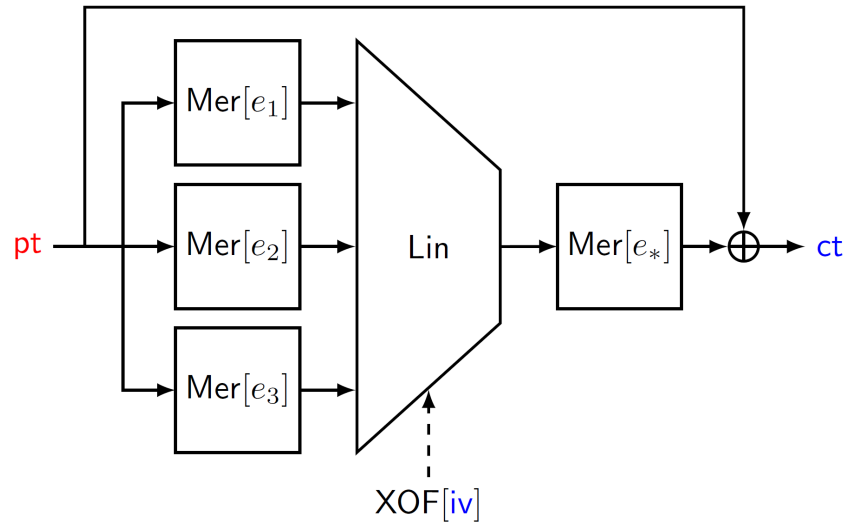 Mer[e₁]
pt
Mer[e₂]
Lin
Mer[e∗]
ct
Mer[e₃]
XOF[iv]